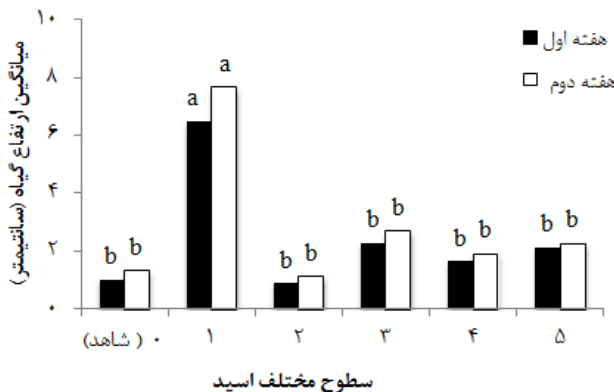 میانگین ارتفاع گیاه (سانتیمتر)
۱۰
۸
۶
۴
۲
۰
هفته اول
هفته دوم
b b
a a
b b
b b
b b
b b
۰ ( شاهد)
۱
۲
۳
۴
۵
سطوح مختلف اسید